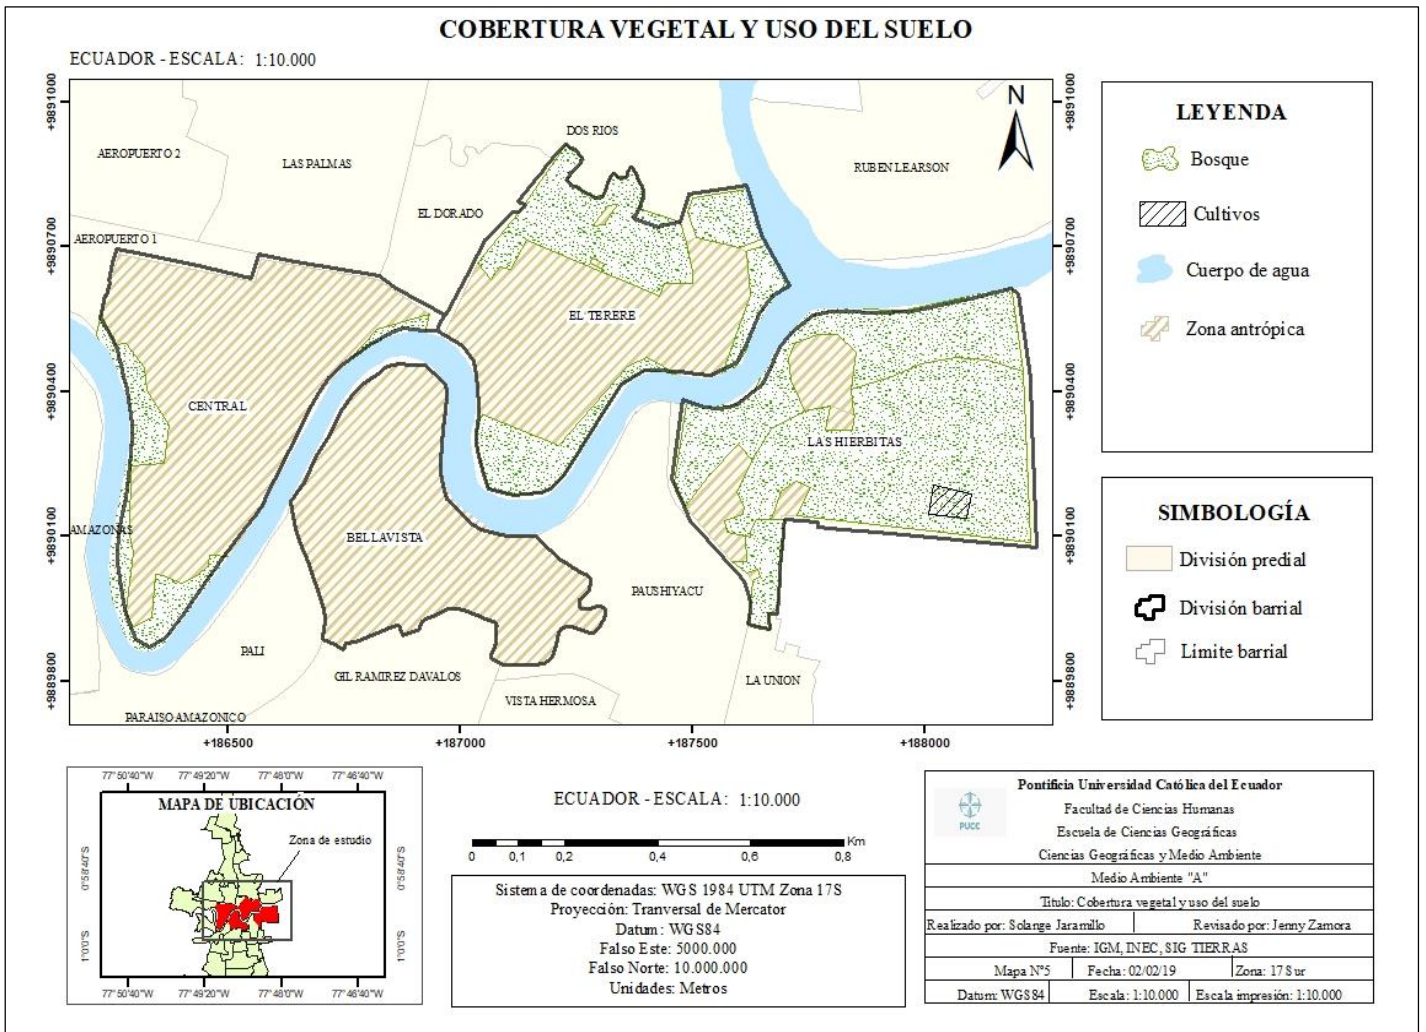 COBERTURA VEGETAL Y USO DEL SUELO
ECUADOR - ESCALA: 1:10.000
+9891000
+9890700
+9890400
+9890100
+9889800
+9891000
+9890700
+9890400
+9890100
+9889800
N
DOS RIOS
AEROPUERTO 2
LAS PALMAS
RUBEN LEARSON
EL DORADO
AEROPUERTO 1
EL TERERE
CENTRAL
LAS HIERBITAS
AMAZONAS
BELLAVISTA
PAUSHIYACU
PALI
GIL RAMIREZ DAVALOS
LA UNION
VISTA HERMOSA
PARAISO AMAZONICO
+186500
+187000
+187500
+188000
LEYENDA
Bosque
Cultivos
Cuerpo de agua
Zona antrópica
SIMBOLOGÍA
División predial
División barrial
Límite barrial
77°50'40"W 77°49'20"W 77°48'0"W 77°46'40"W
MAPA DE UBICACIÓN
Zona de estudio
0°58'40"S
1°0'0"S
0°58'40"S
1°0'0"S
77°50'40"W 77°49'20"W 77°48'0"W 77°46'40"W
ECUADOR - ESCALA: 1:10.000
Km
0 0,1 0,2 0,4 0,6 0,8
Sistema de coordenadas: WGS 1984 UTM Zona 17S
Proyección: Tranversal de Mercator
Datum: WGS84
Falso Este: 5000.000
Falso Norte: 10.000.000
Unidades: Metros
PUCE
Pontificia Universidad Católica del Ecuador
Facultad de Ciencias Humanas
Escuela de Ciencias Geográficas
Ciencias Geográficas y Medio Ambiente
Medio Ambiente "A"
Titulo: Cobertura vegetal y uso del suelo
Realizado por: Solange Jaramillo Revisado por: Jenny Zamora
Fuente: IGM, INEC, SIG TIERRAS
Mapa N°5 Fecha: 02/02/19 Zona: 17 Sur
Datum: WGS84 Escala: 1:10.000 Escala impresión: 1:10.000